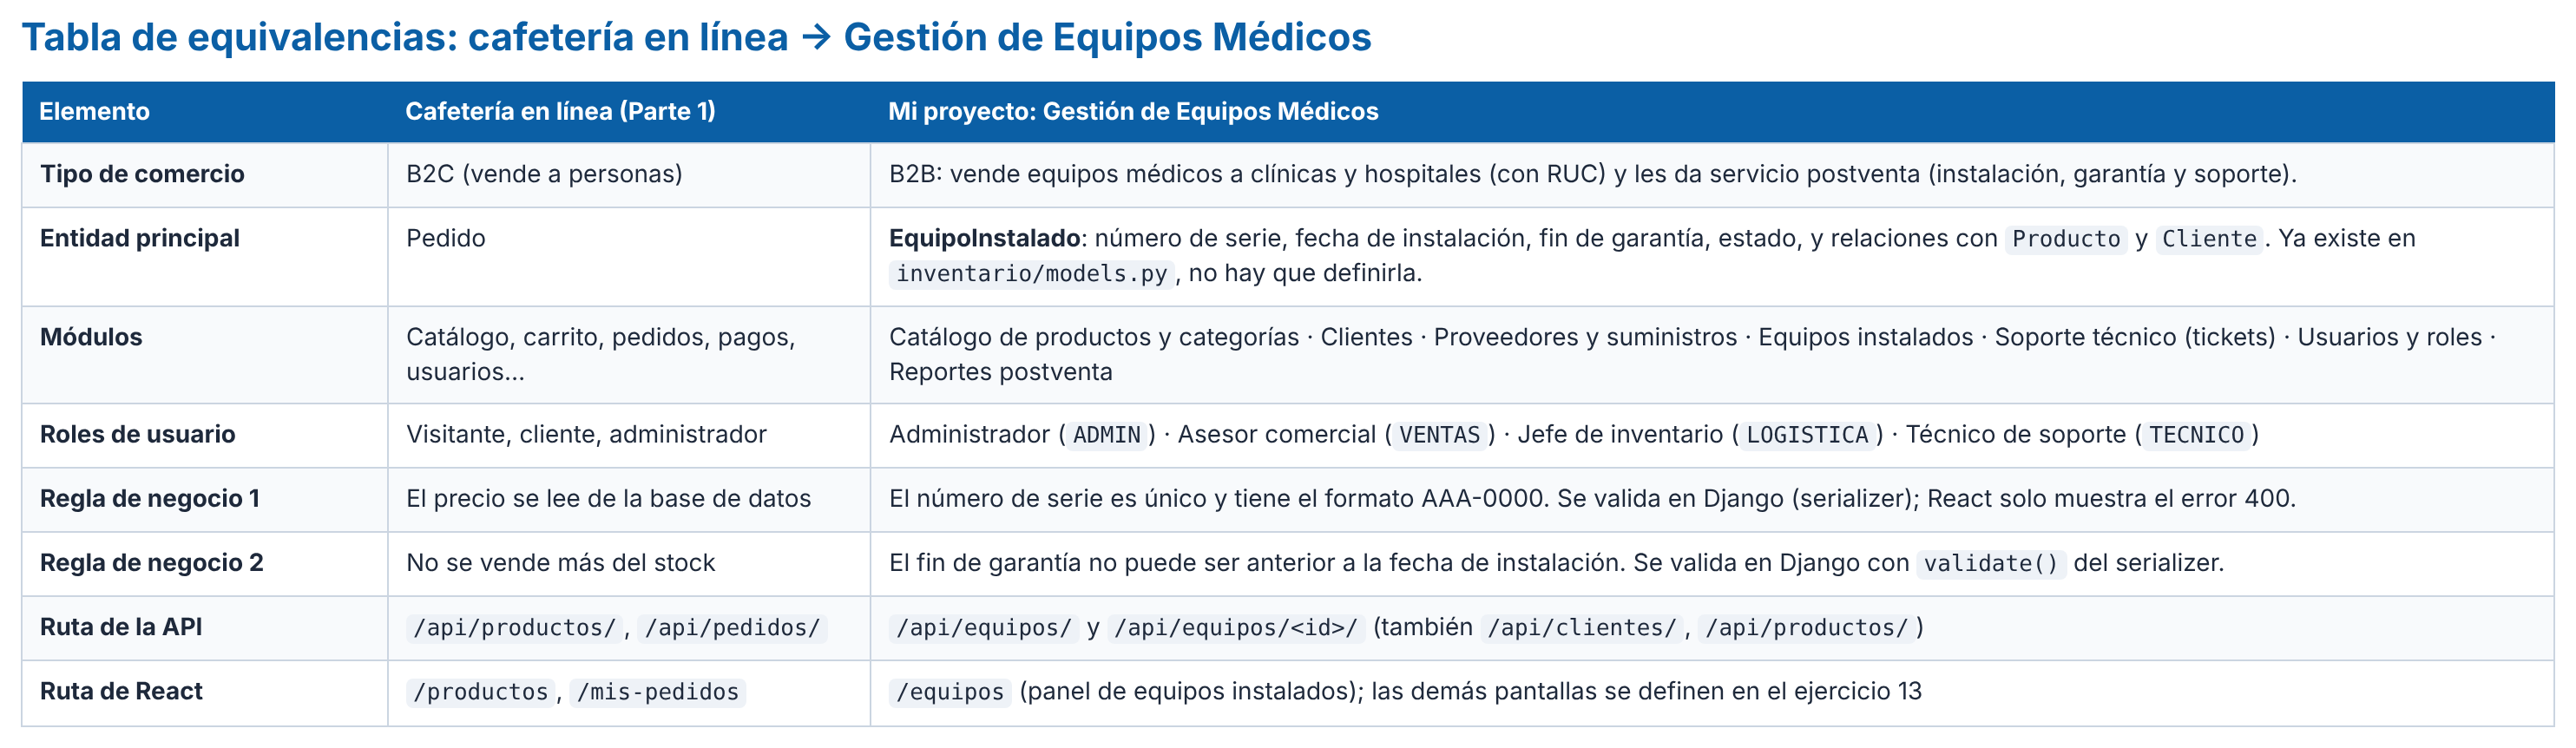 Tabla de equivalencias: cafetería en línea → Gestión de Equipos Médicos
Elemento Cafetería en línea (Parte 1) Mi proyecto: Gestión de Equipos Médicos
Tipo de comercio B2C (vende a personas) B2B: vende equipos médicos a clínicas y hospitales (con RUC) y les da servicio postventa (instalación, garantía y soporte).
Entidad principal Pedido EquipoInstalado: número de serie, fecha de instalación, fin de garantía, estado, y relaciones con Producto y Cliente. Ya existe en
inventario/models.py, no hay que definirla.
Módulos Catálogo, carrito, pedidos, pagos, Catálogo de productos y categorías · Clientes · Proveedores y suministros · Equipos instalados · Soporte técnico (tickets) · Usuarios y roles ·
usuarios... Reportes postventa
Roles de usuario Visitante, cliente, administrador Administrador (ADMIN) · Asesor comercial (VENTAS) · Jefe de inventario (LOGISTICA) · Técnico de soporte (TECNICO)
Regla de negocio 1 El precio se lee de la base de datos El número de serie es único y tiene el formato AAA-0000. Se valida en Django (serializer); React solo muestra el error 400.
Regla de negocio 2 No se vende más del stock El fin de garantía no puede ser anterior a la fecha de instalación. Se valida en Django con validate() del serializer.
Ruta de la API /api/productos/, /api/pedidos/ /api/equipos/ y /api/equipos/<id>/ (también /api/clientes/, /api/productos/)
Ruta de React /productos, /mis-pedidos /equipos (panel de equipos instalados); las demás pantallas se definen en el ejercicio 13